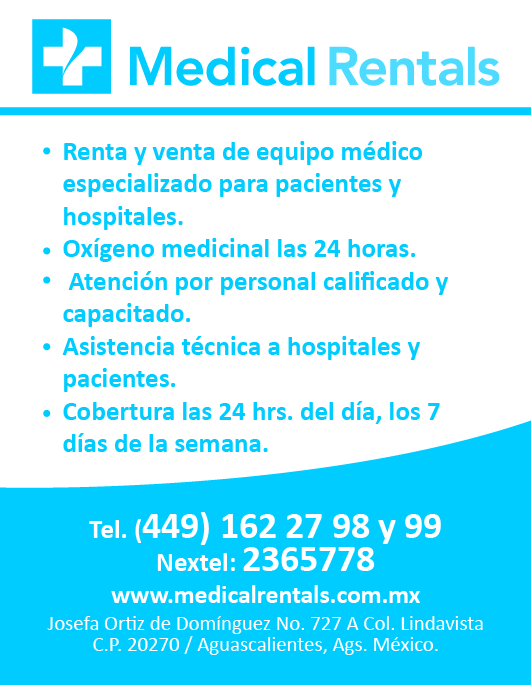 Medical Rentals
• Renta y venta de equipo médico
especializado para pacientes y
hospitales.
• Oxígeno medicinal las 24 horas.
• Atención por personal calificado y
capacitado.
• Asistencia técnica a hospitales y
pacientes.
• Cobertura las 24 hrs. del día, los 7
días de la semana.
Tel. (449) 162 27 98 y 99
Nextel: 2365778
www.medicalrentals.com.mx
Josefa Ortiz de Domínguez No. 727 A Col. Lindavista
C.P. 20270 / Aguascalientes, Ags. México.